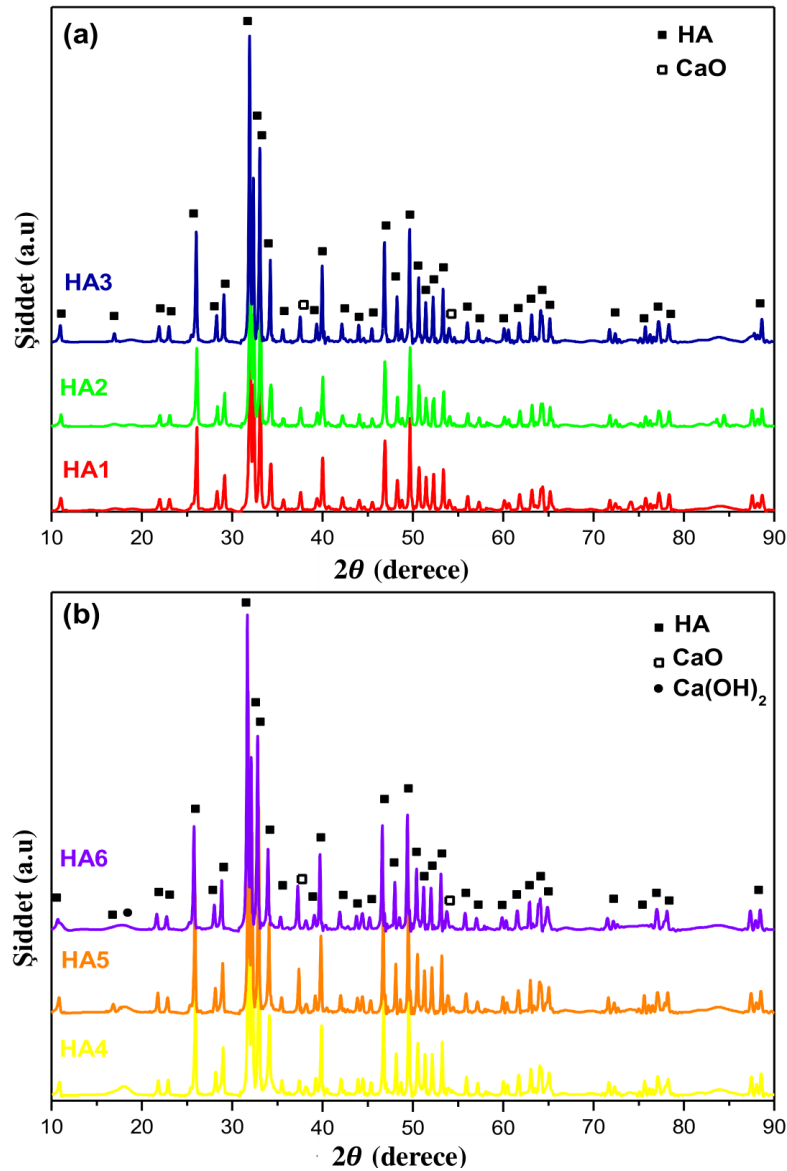 (a)
■ HA
□ CaO
HA3
HA2
HA1
Şiddet (a.u)
10 20 30 40 50 60 70 80 90
2θ (derece)
(b)
■ HA
□ CaO
● Ca(OH)₂
HA6
HA5
HA4
Şiddet (a.u)
10 20 30 40 50 60 70 80 90
2θ (derece)